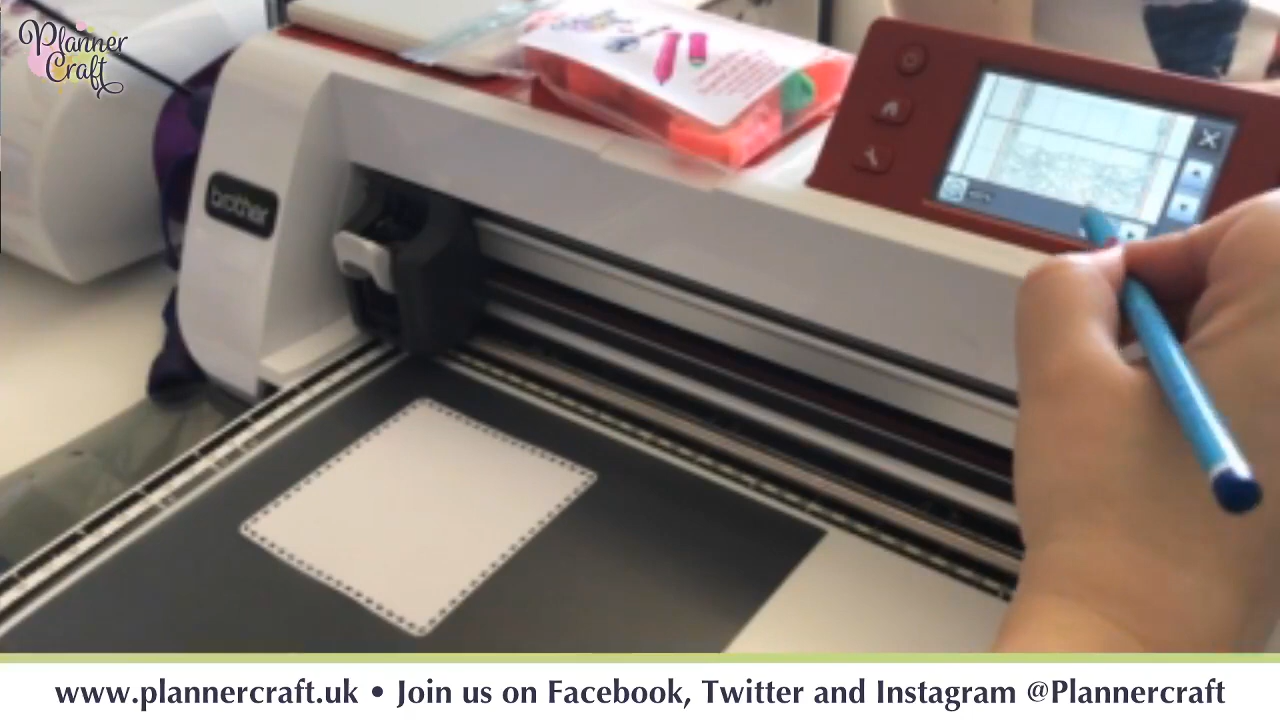 Planner
Craft
brother
www.plannercraft.uk • Join us on Facebook, Twitter and Instagram @Plannercraft